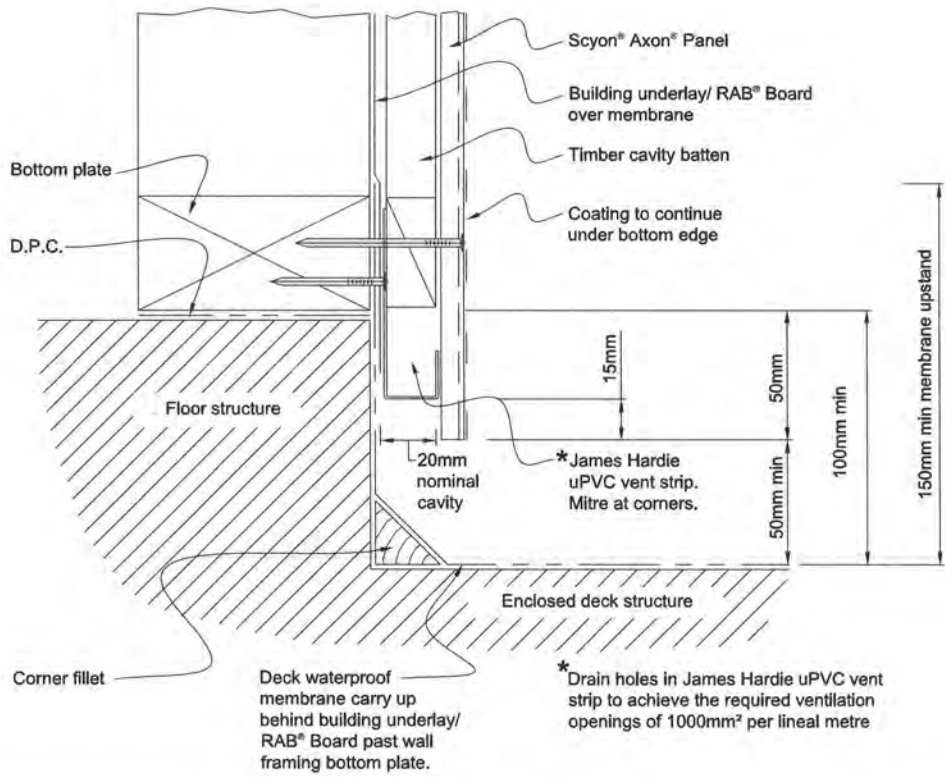 Scyon® Axon® Panel
Building underlay/ RAB® Board
over membrane
Timber cavity batten
Coating to continue
under bottom edge
Bottom plate
D.P.C.
Floor structure
20mm
nominal
cavity
*James Hardie
uPVC vent strip.
Mitre at corners.
15mm
50mm
50mm min
100mm min
150mm min membrane upstand
Enclosed deck structure
Corner fillet
Deck waterproof
membrane carry up
behind building underlay/
RAB® Board past wall
framing bottom plate.
*Drain holes in James Hardie uPVC vent
strip to achieve the required ventilation
openings of 1000mm² per lineal metre